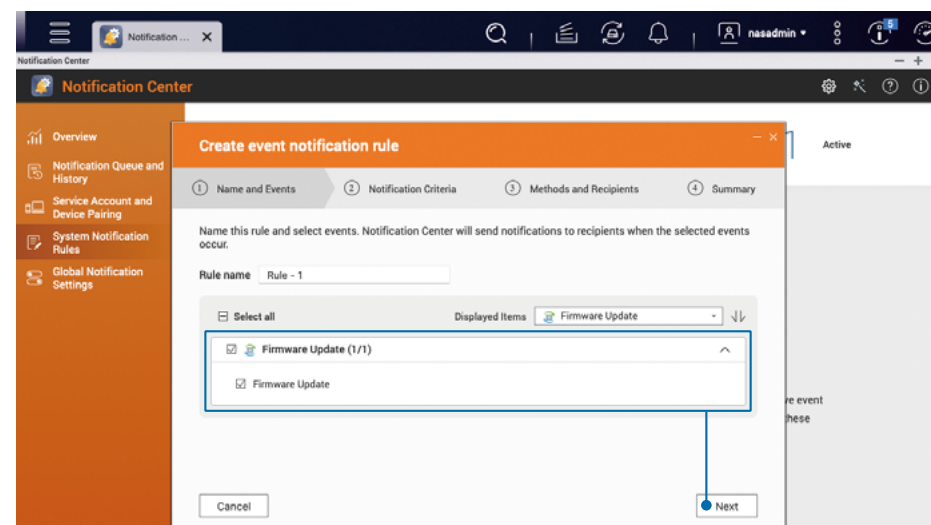 Notification ...
nasadmin
5
Notification Center
Notification Center
Overview
Notification Queue and
History
Service Account and
Device Pairing
System Notification
Rules
Global Notification
Settings
Active
Create event notification rule
1 Name and Events
2 Notification Criteria
3 Methods and Recipients
4 Summary
Name this rule and select events. Notification Center will send notifications to recipients when the selected events
occur.
Rule name Rule - 1
Select all
Displayed Items Firmware Update
Firmware Update (1/1)
Firmware Update
event
these
Cancel
Next